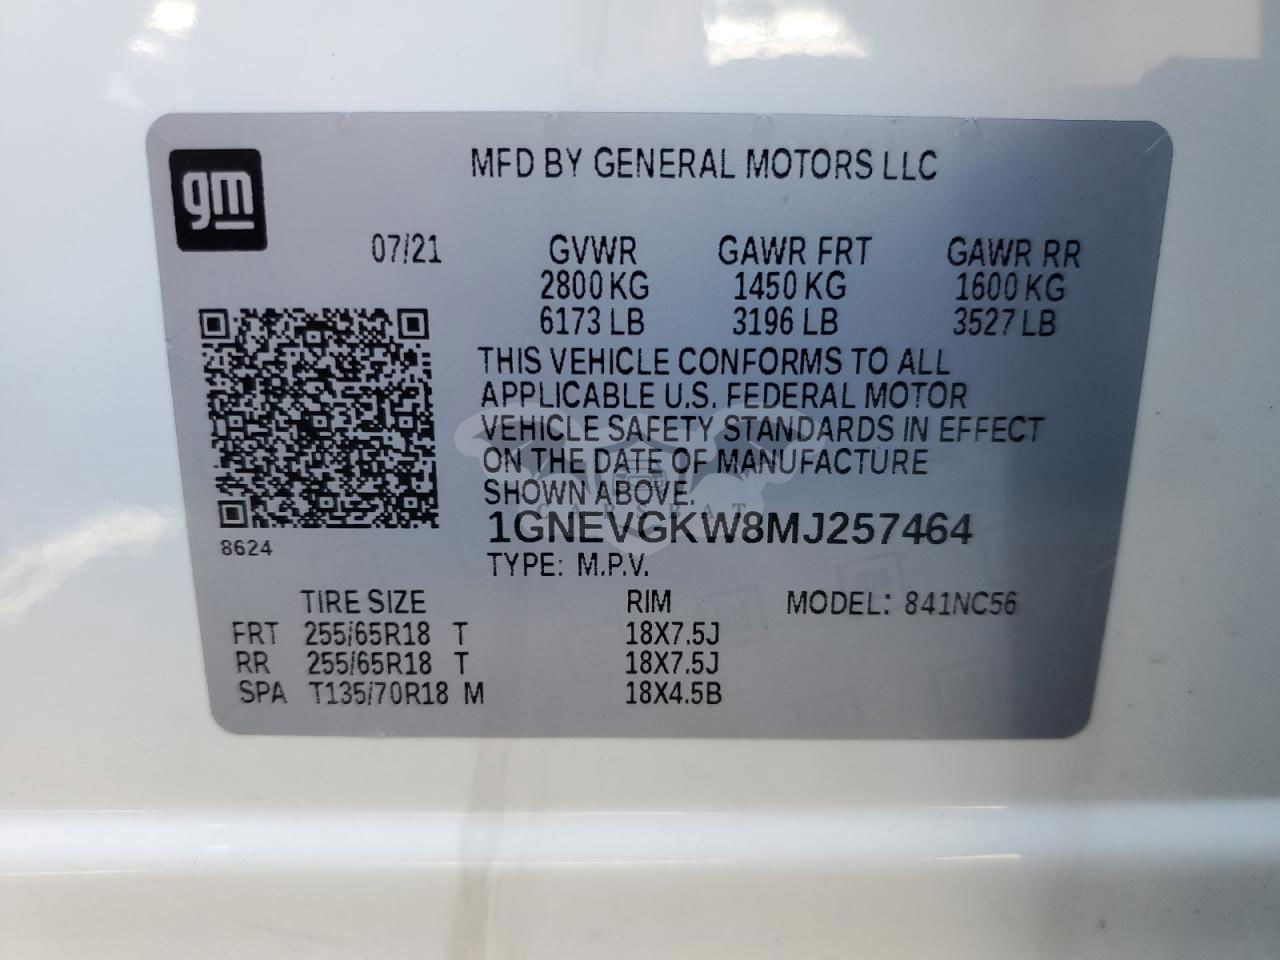 MFD BY GENERAL MOTORS LLC
gm
07/21 GVWR GAWR FRT GAWR RR
2800 KG 1450 KG 1600 KG
6173 LB 3196 LB 3527 LB
THIS VEHICLE CONFORMS TO ALL
APPLICABLE U.S. FEDERAL MOTOR
VEHICLE SAFETY STANDARDS IN EFFECT
ON THE DATE OF MANUFACTURE
SHOWN ABOVE.
1GNEVGKW8MJ257464
8624
TYPE: M.P.V.
TIRE SIZE RIM MODEL: 841NC56
FRT 255/65R18 T 18X7.5J
RR 255/65R18 T 18X7.5J
SPA T135/70R18 M 18X4.5B